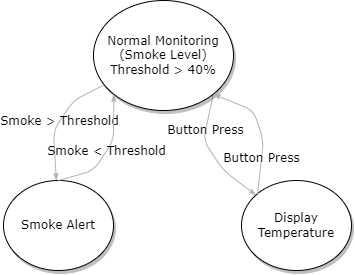 Normal Monitoring
(Smoke Level)
Threshold > 40%
Smoke > Threshold
Button Press
Smoke < Threshold
Button Press
Smoke Alert
Display
Temperature